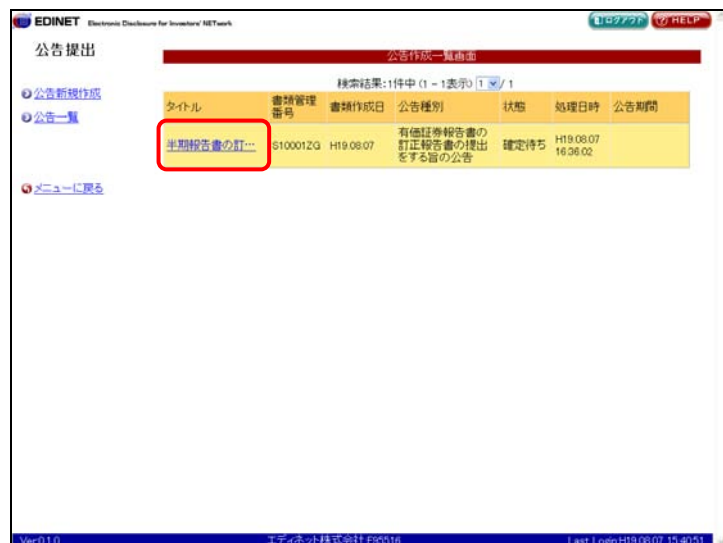 EDINET Electronic Disclosure for Investors' NETwork
ログアウト
HELP
公告提出
公告作成一覧画面
検索結果:1件中(1 - 1表示) 1 / 1
公告新規作成
公告一覧
メニューに戻る
タイトル 書類管理番号 書類作成日 公告種別 状態 処理日時 公告期間
半期報告書の訂… S10001ZG H19.08.07 有価証券報告書の訂正報告書の提出をする旨の公告 確定待ち H19.08.07 16:36:02
Ver.0.1.0 エディネット株式会社 E95516 Last Login:H19.08.07 15:40:51